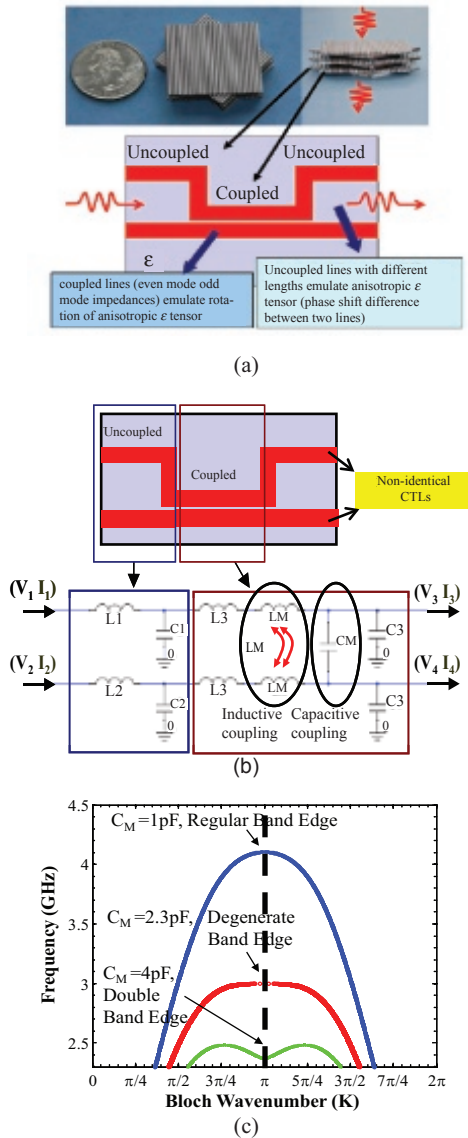 Uncoupled Uncoupled
Coupled
ε
coupled lines (even mode odd
mode impedances) emulate rota-
tion of anisotropic ε tensor
Uncoupled lines with different
lengths emulate anisotropic ε
tensor (phase shift difference
between two lines)
(a)
Uncoupled
Coupled
Non-identical
CTLs
(V1 I1)
L1
C1
0
L3
LM
LM
CM
C3
0
(V3 I3)
(V2 I2)
L2
C2
0
L3
LM
C3
0
(V4 I4)
Inductive
coupling
Capacitive
coupling
(b)
4.5
4
3.5
3
2.5
Frequency (GHz)
CM=1pF, Regular Band Edge
CM=2.3pF, Degenerate
Band Edge
CM=4pF,
Double
Band Edge
0 π/4 π/2 3π/4 π 5π/4 3π/2 7π/4 2π
Bloch Wavenumber (K)
(c)